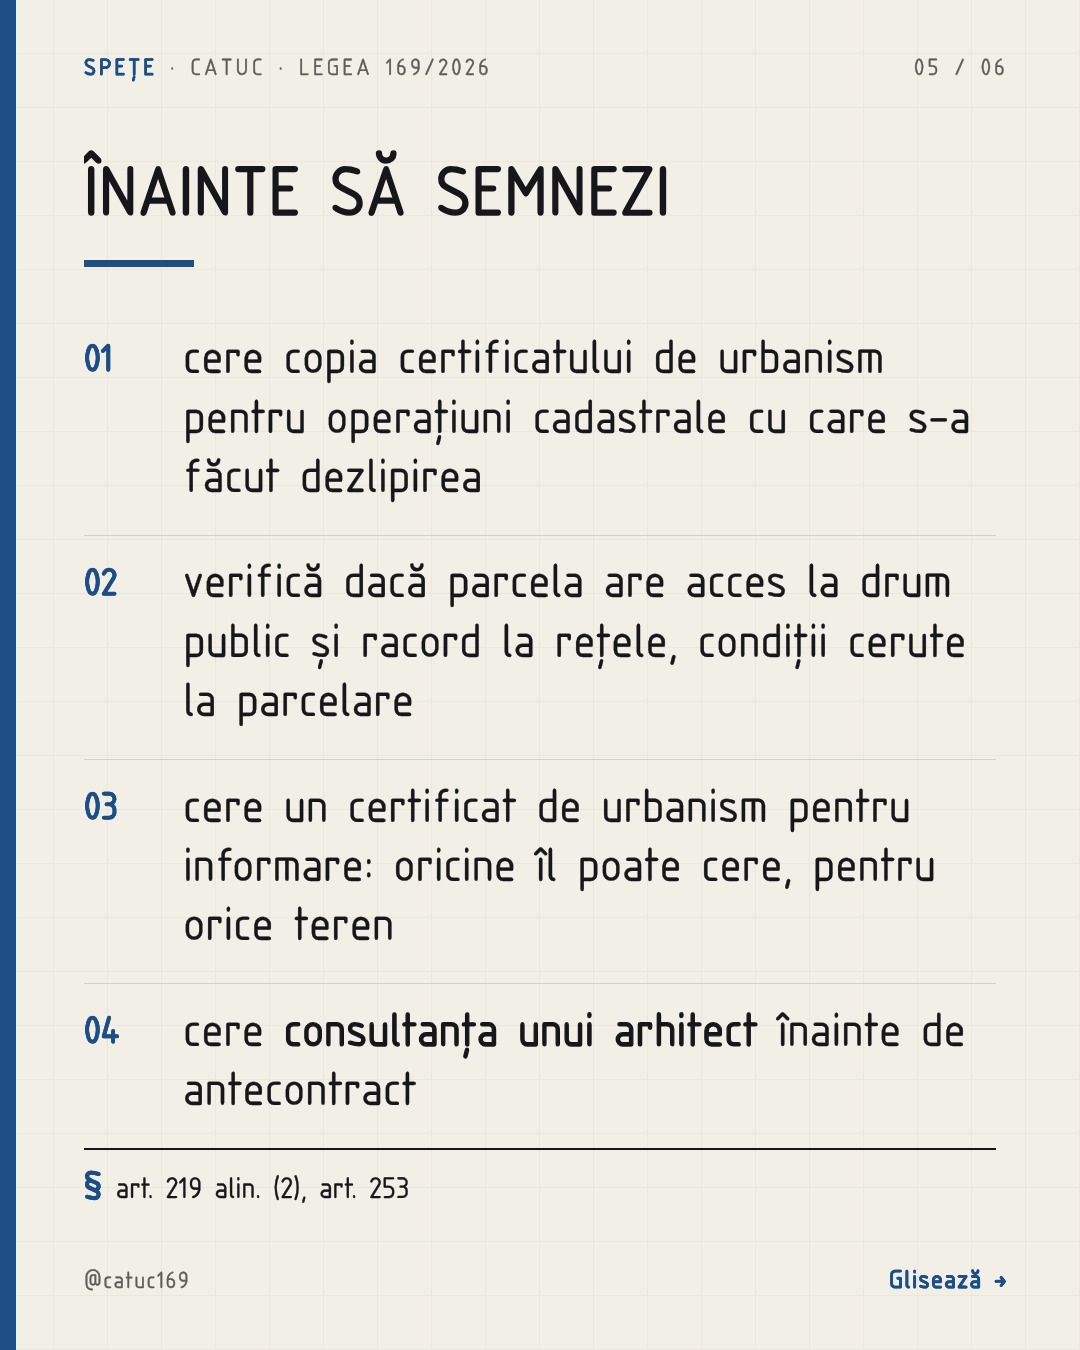 SPEȚE · CATUC · LEGEA 169/2026
05 / 06
ÎNAINTE SĂ SEMNEZI
01 cere copia certificatului de urbanism
pentru operațiuni cadastrale cu care s-a
făcut dezlipirea
02 verifică dacă parcela are acces la drum
public și racord la rețele, condiții cerute
la parcelare
03 cere un certificat de urbanism pentru
informare: oricine îl poate cere, pentru
orice teren
04 cere consultanța unui arhitect înainte de
antecontract
§ art. 219 alin. (2), art. 253
@catuc169
Glisează →